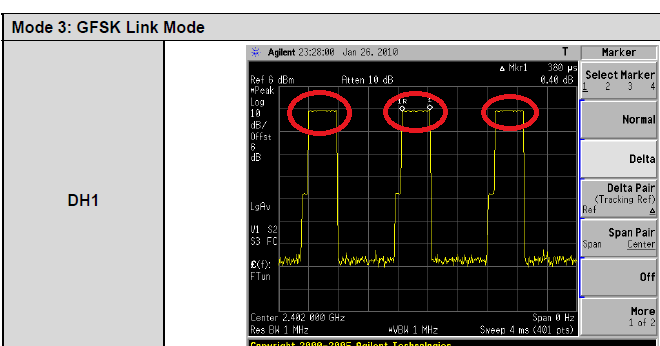 Mode 3: GFSK Link Mode
DH1
Agilent 23:28:00 Jan 26, 2010 T
Marker
Δ Mkr1 380 µs
Ref 6 dBm Atten 10 dB 0.40 dB
#Peak
Log
10
dB/
Offst
6
dB
1R 1
LgAv
V1 S2
S3 FC
£(f):
FTun
Center 2.402 000 GHz Span 0 Hz
Res BW 1 MHz #VBW 1 MHz Sweep 4 ms (401 pts)
Copyright 2000-2005 Agilent Technologies
Select Marker
1 2 3 4
Normal
Delta
Delta Pair
(Tracking Ref)
Ref Δ
Span Pair
Span Center
Off
More
1 of 2